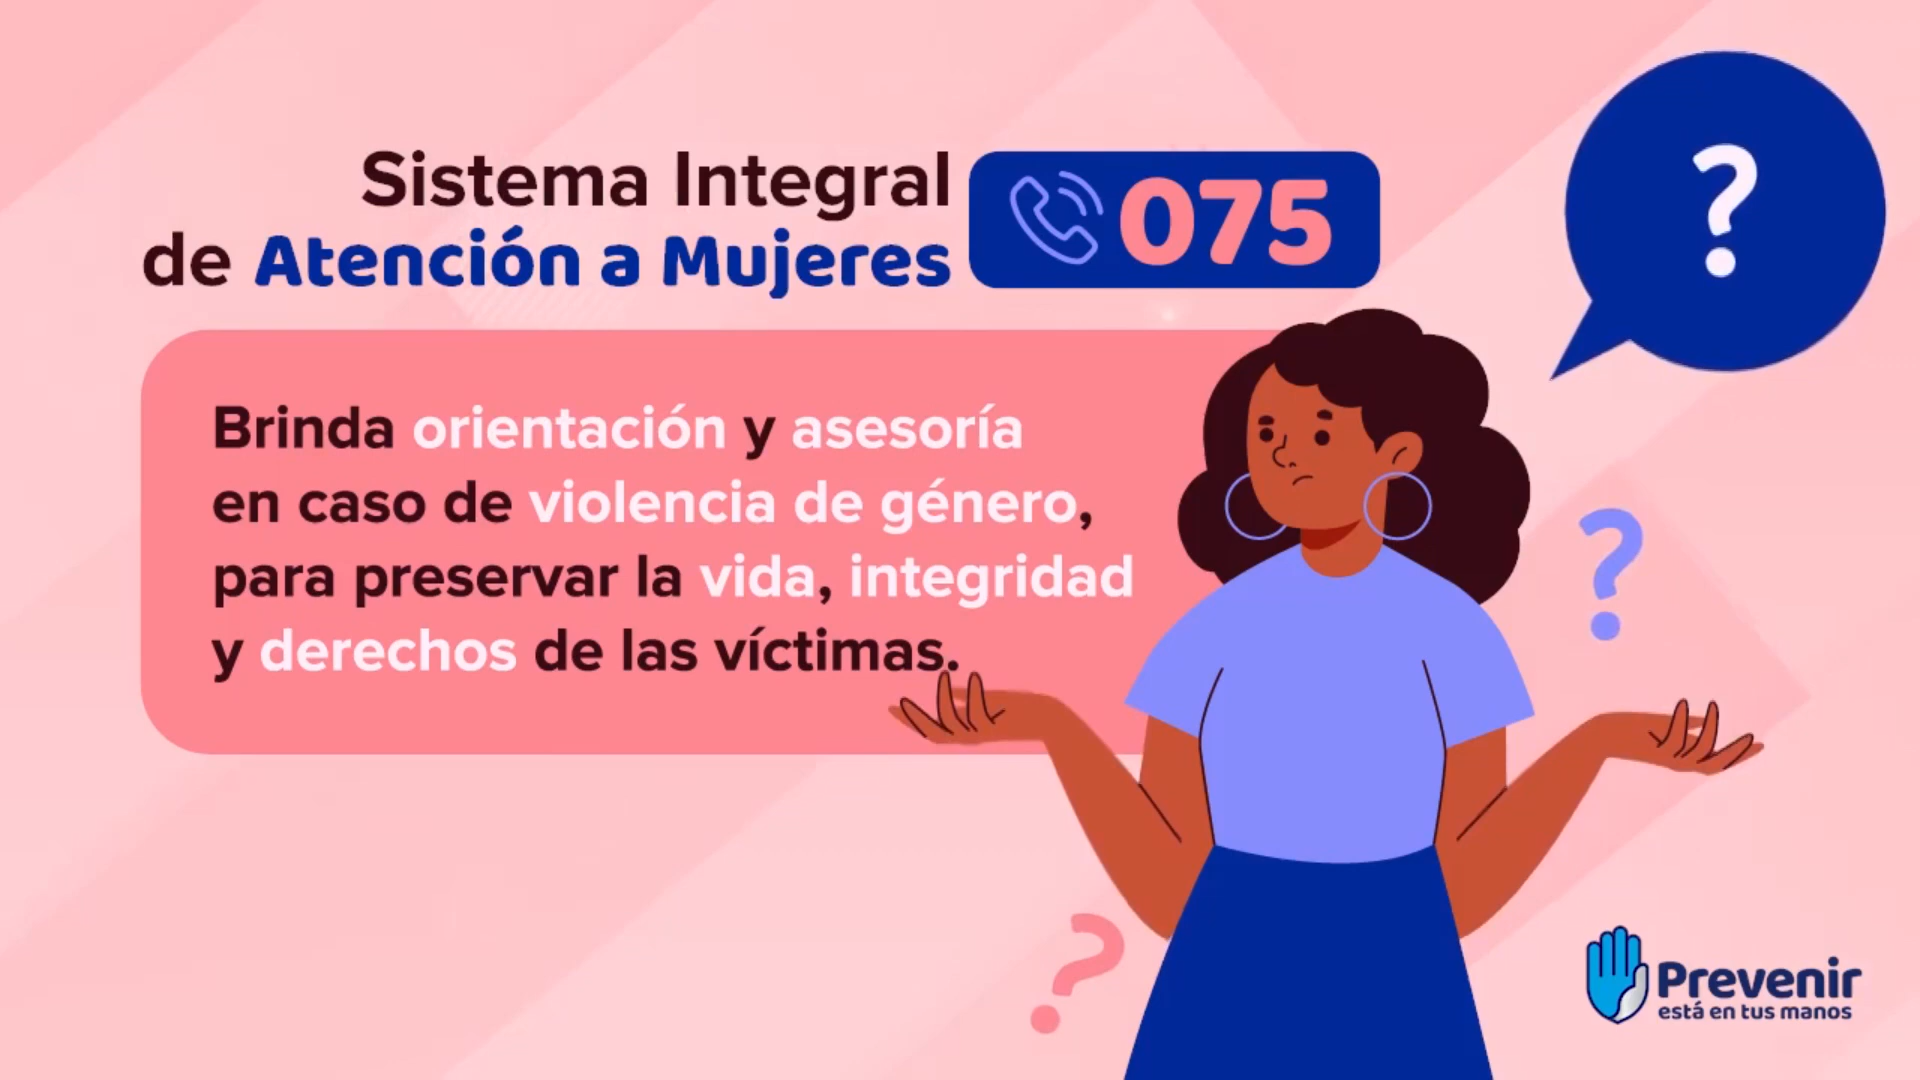 Sistema Integral
de Atención a Mujeres
075
?
Brinda orientación y asesoría
en caso de violencia de género,
para preservar la vida, integridad
y derechos de las víctimas.
?
?
Prevenir
está en tus manos